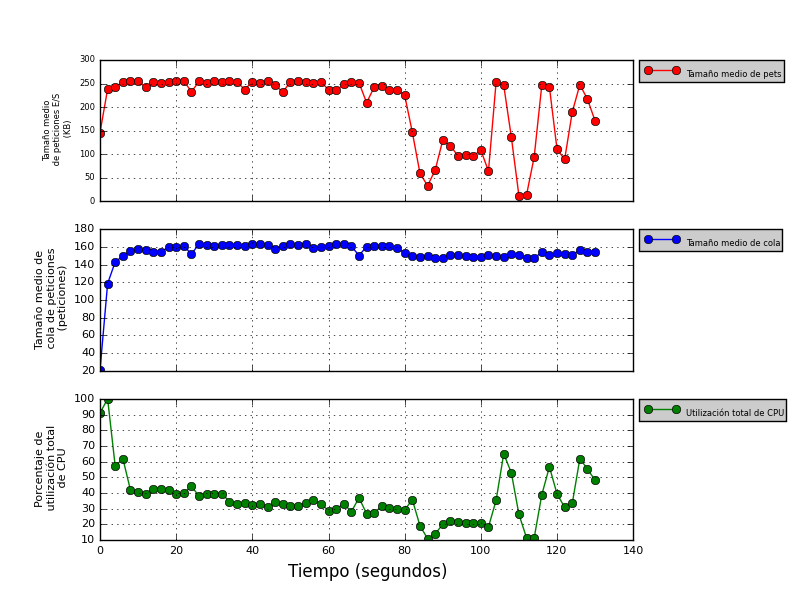 Tamaño medio
de peticiones E/S
(KB)
300
250
200
150
100
50
0
Tamaño medio de pets
Tamaño medio de
cola de peticiones
(peticiones)
180
160
140
120
100
80
60
40
20
Tamaño medio de cola
Porcentaje de
utilización total
de CPU
100
90
80
70
60
50
40
30
20
10
Utilización total de CPU
0 20 40 60 80 100 120 140
Tiempo (segundos)